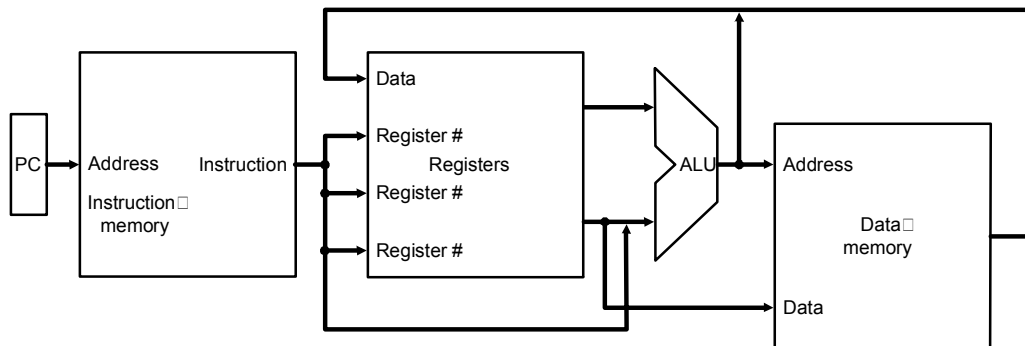 PC
Address
Instruction
Instruction□
memory
Data
Register #
Registers
Register #
Register #
ALU
Address
Data□
memory
Data